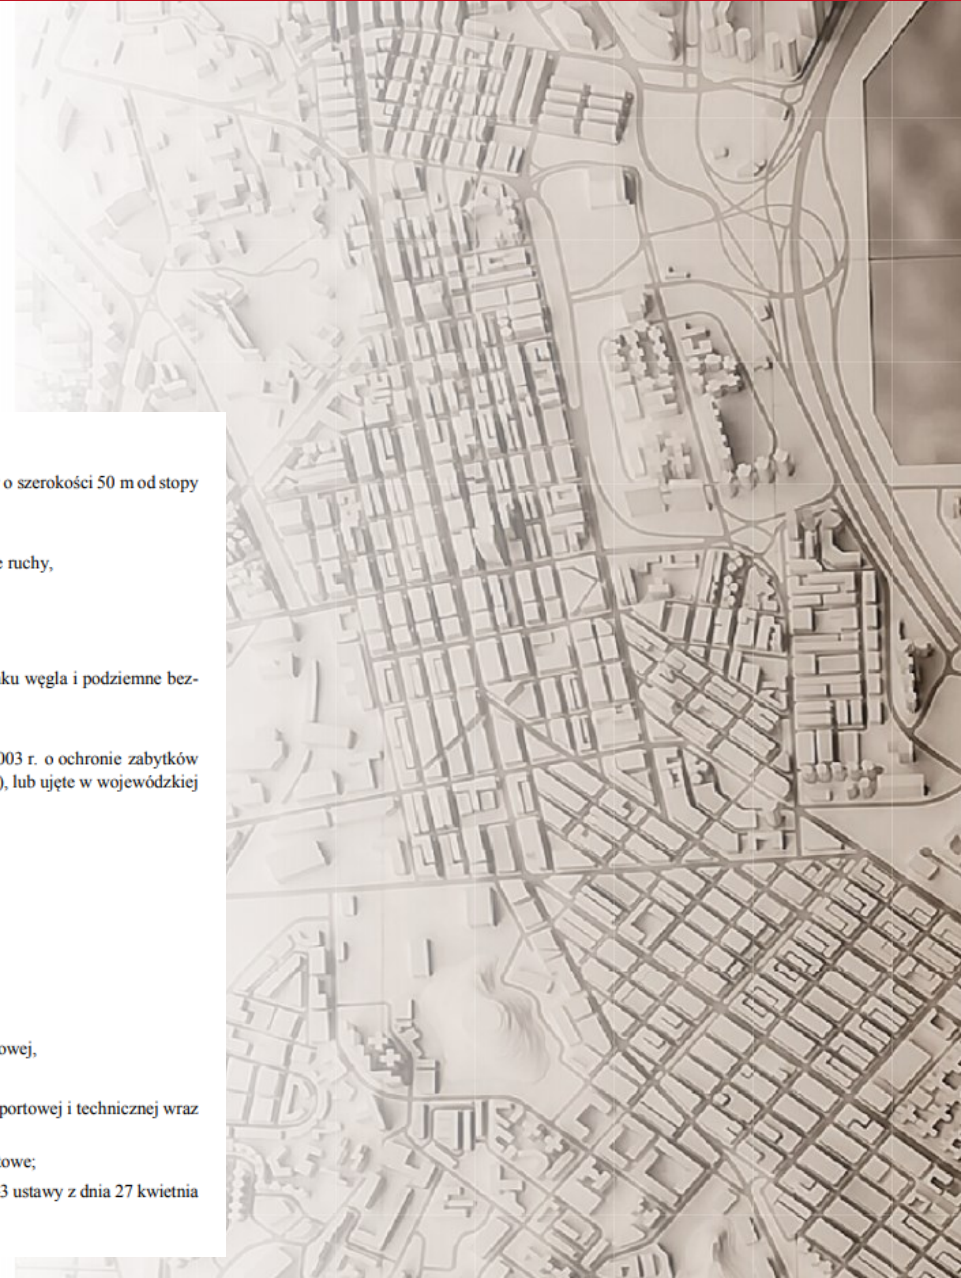 o szerokości 50 m od stopy
ruchy,
węgla i podziemne bez-
003 r. o ochronie zabytków
), lub ujęte w wojewódzkiej
owej,
portowej i technicznej wraz
owe;
3 ustawy z dnia 27 kwietnia